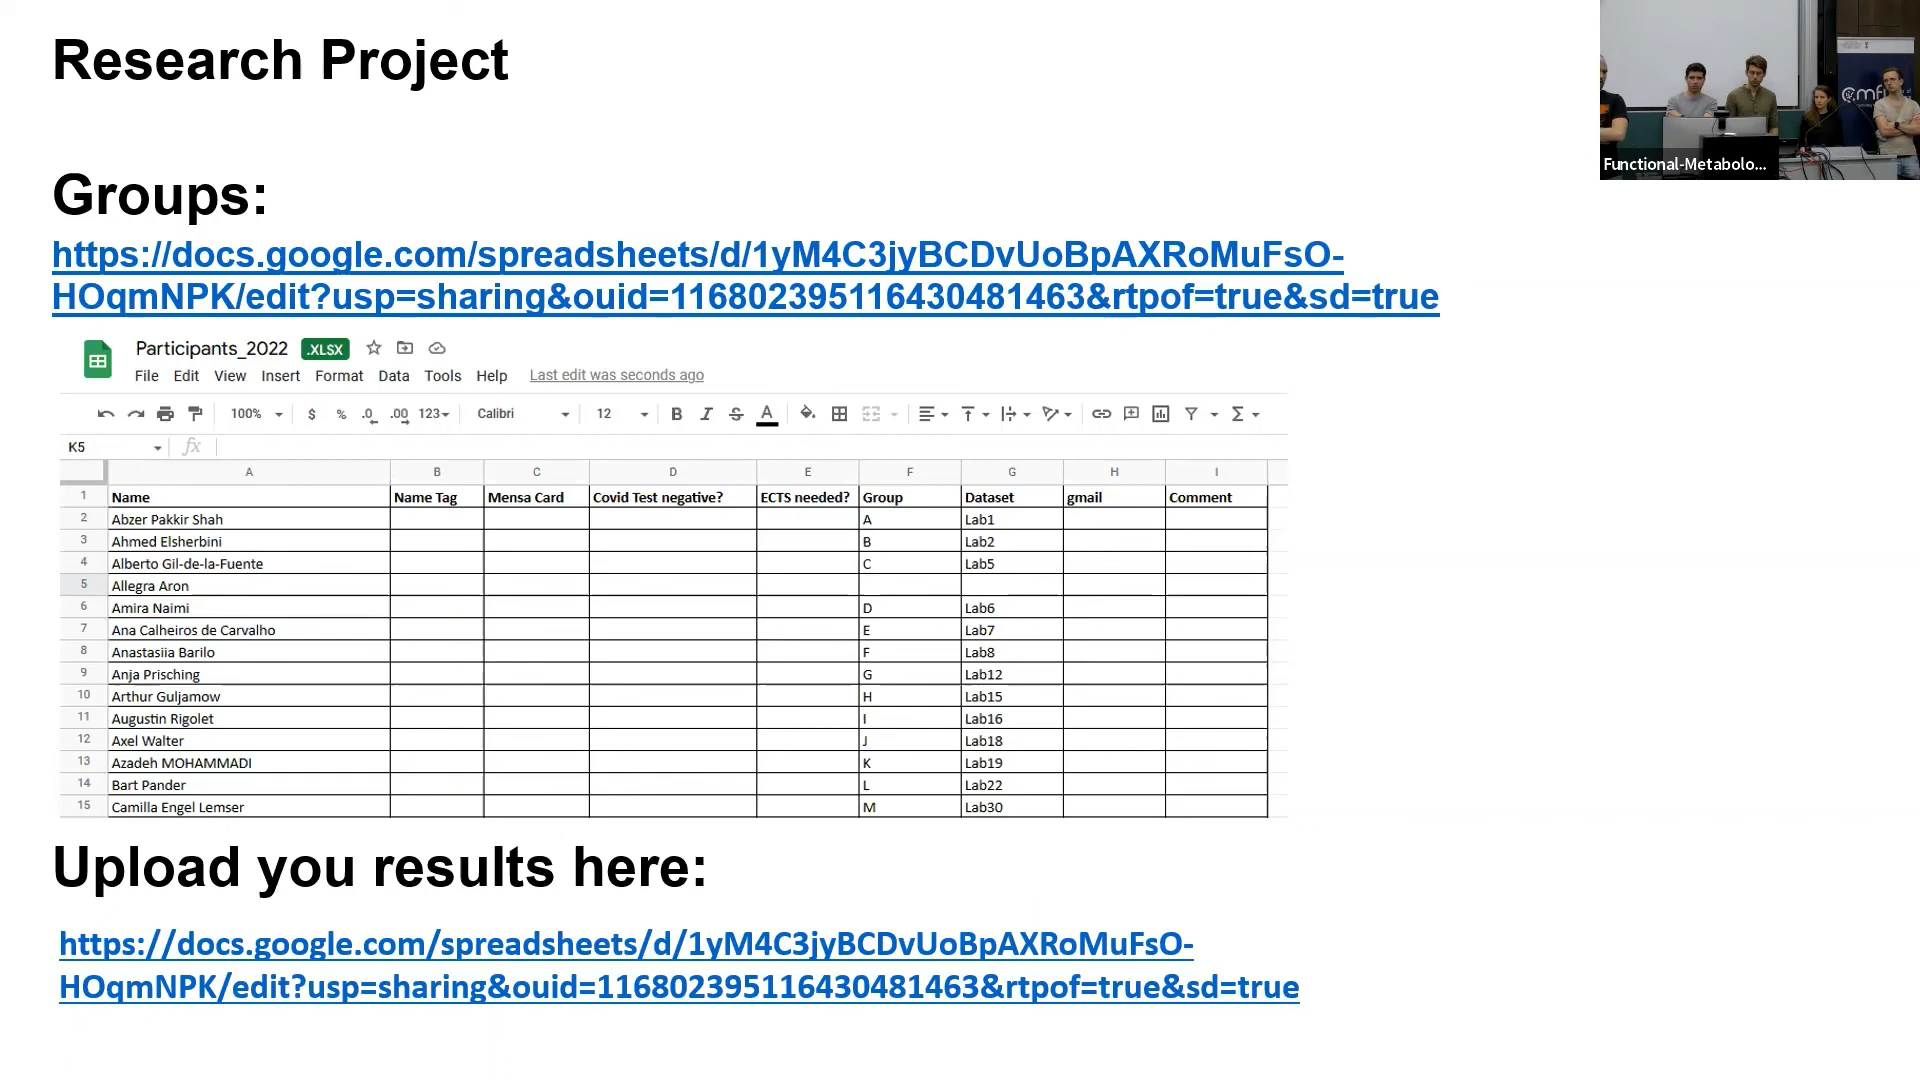 Research Project
Functional-Metabolo...
Groups:
https://docs.google.com/spreadsheets/d/1yM4C3jyBCDvUoBpAXRoMuFsO-
HOqmNPK/edit?usp=sharing&ouid=116802395116430481463&rtpof=true&sd=true
Participants_2022 .XLSX
File Edit View Insert Format Data Tools Help Last edit was seconds ago
100% $ % .0 .00 123 Calibri 12 B I S A
K5 fx
A B C D E F G H I
1 Name Name Tag Mensa Card Covid Test negative? ECTS needed? Group Dataset gmail Comment
2 Abzer Pakkir Shah A Lab1
3 Ahmed Elsherbini B Lab2
4 Alberto Gil-de-la-Fuente C Lab5
5 Allegra Aron
6 Amira Naimi D Lab6
7 Ana Calheiros de Carvalho E Lab7
8 Anastasiia Barilo F Lab8
9 Anja Prisching G Lab12
10 Arthur Guljamow H Lab15
11 Augustin Rigolet I Lab16
12 Axel Walter J Lab18
13 Azadeh MOHAMMADI K Lab19
14 Bart Pander L Lab22
15 Camilla Engel Lemser M Lab30
Upload you results here:
https://docs.google.com/spreadsheets/d/1yM4C3jyBCDvUoBpAXRoMuFsO-
HOqmNPK/edit?usp=sharing&ouid=116802395116430481463&rtpof=true&sd=true